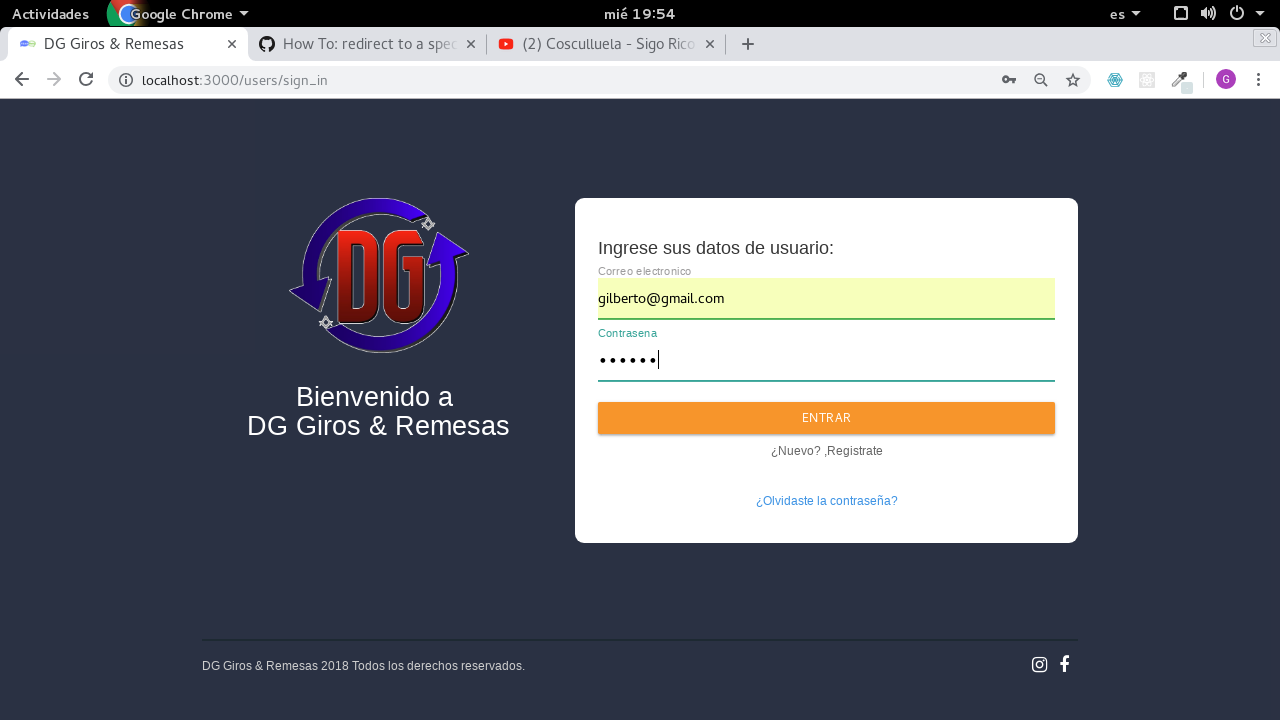 Actividades
Google Chrome
mié 19:54
es
DG Giros & Remesas
How To: redirect to a spec
(2) Cosculluela - Sigo Rico
localhost:3000/users/sign_in
G
DG
Bienvenido a
DG Giros & Remesas
Ingrese sus datos de usuario:
Correo electronico
gilberto@gmail.com
Contrasena
••••••
ENTRAR
¿Nuevo? ,Registrate
¿Olvidaste la contraseña?
DG Giros & Remesas 2018 Todos los derechos reservados.